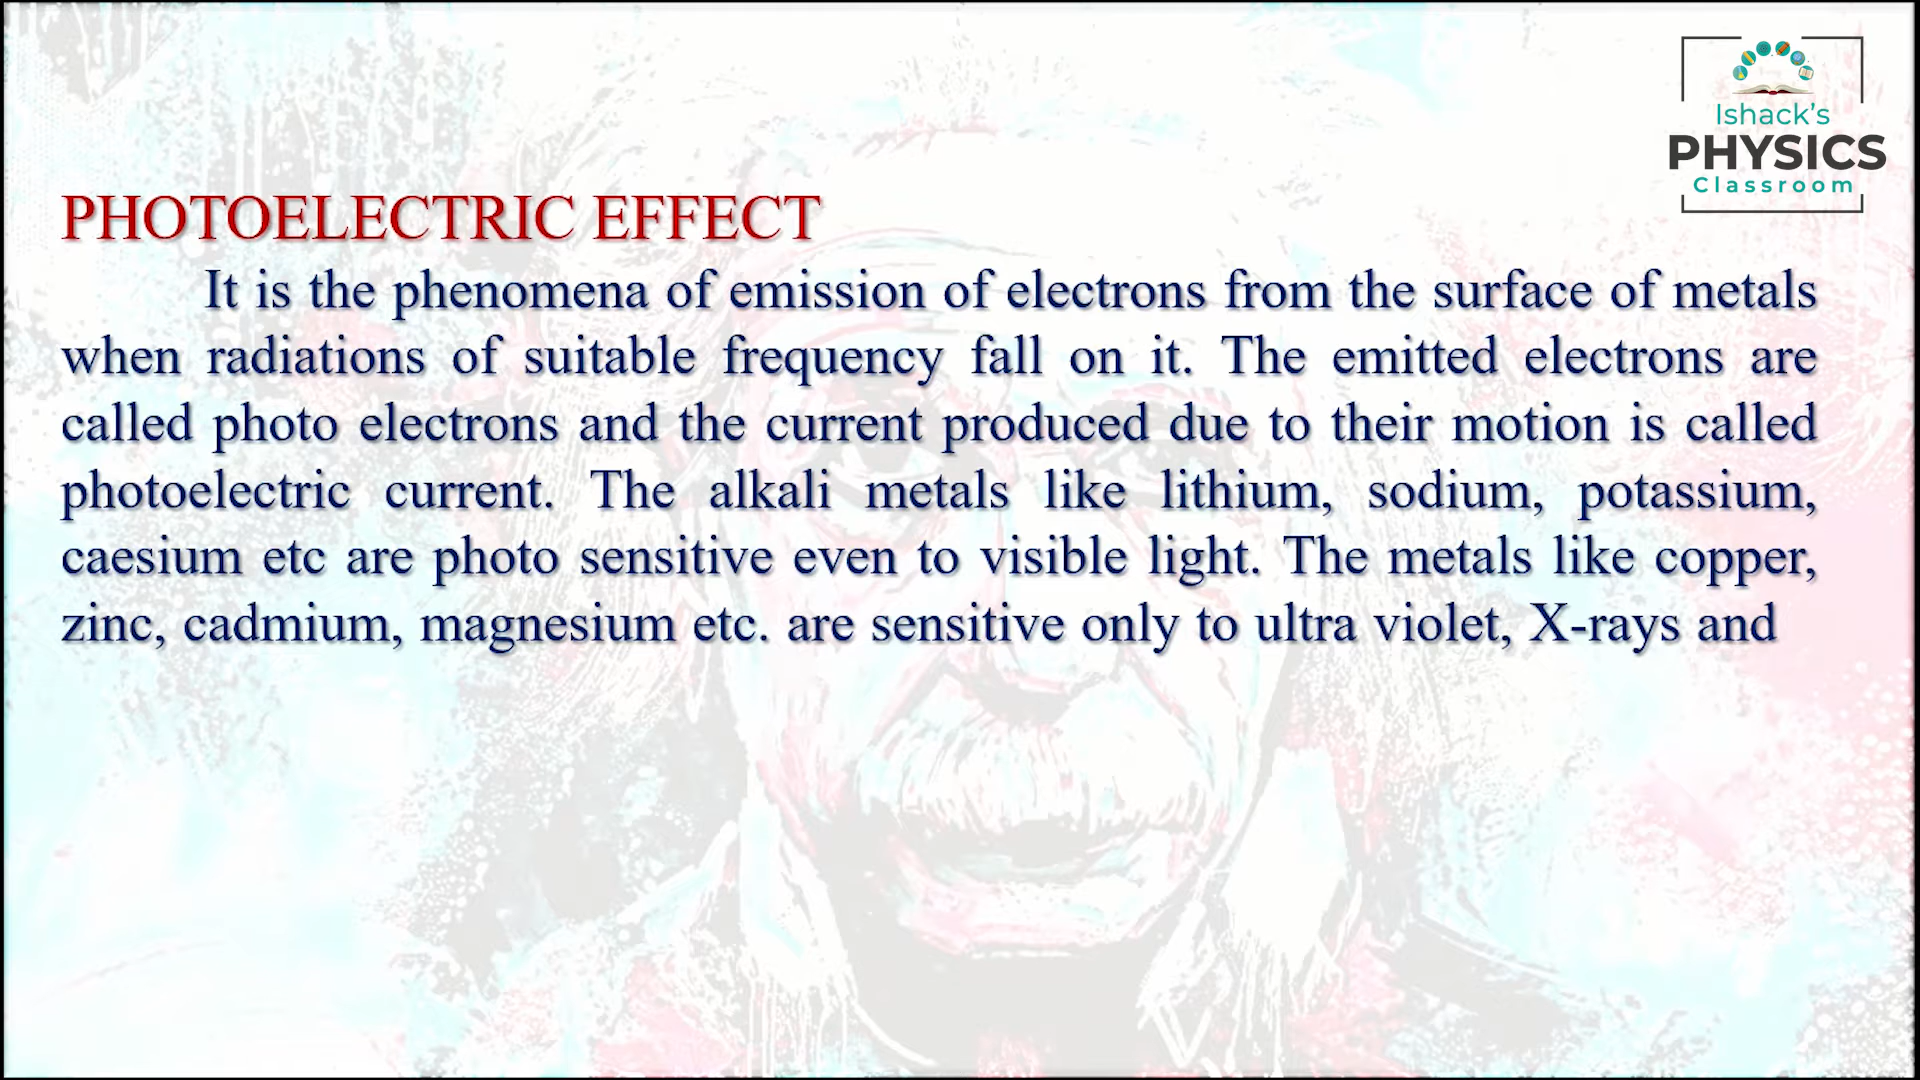 Ishack's
PHYSICS
Classroom
PHOTOELECTRIC EFFECT
It is the phenomena of emission of electrons from the surface of metals
when radiations of suitable frequency fall on it. The emitted electrons are
called photo electrons and the current produced due to their motion is called
photoelectric current. The alkali metals like lithium, sodium, potassium,
caesium etc are photo sensitive even to visible light. The metals like copper,
zinc, cadmium, magnesium etc. are sensitive only to ultra violet, X-rays and